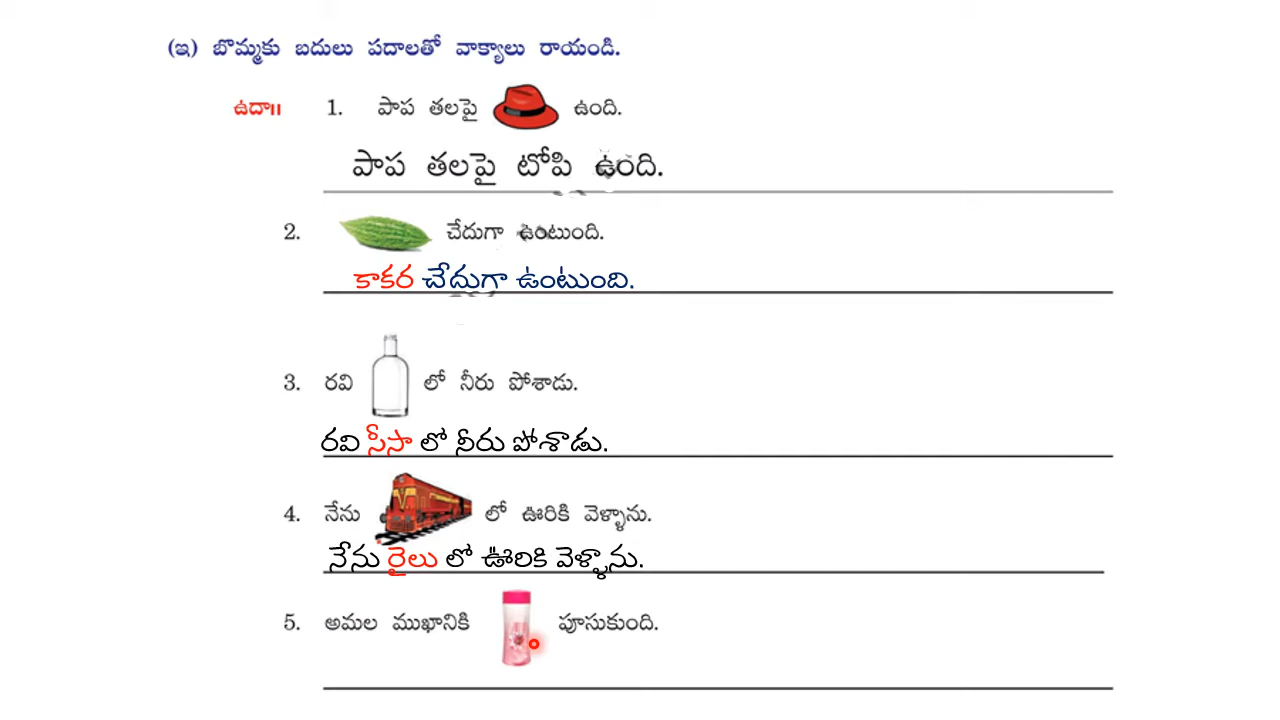 (ఇ) బొమ్మకు బదులు పదాలతో వాక్యాలు రాయండి.
ఉదా॥ 1. పాప తలపై ఉంది.
పాప తలపై టోపి ఉంది.
2. చేదుగా ఉంటుంది.
కాకర చేదుగా ఉంటుంది.
3. రవి లో నీరు పోశాడు.
రవి సీసా లో నీరు పోశాడు.
4. నేను లో ఊరికి వెళ్ళాను.
నేను రైలు లో ఊరికి వెళ్ళాను.
5. అమల ముఖానికి పూసుకుంది.